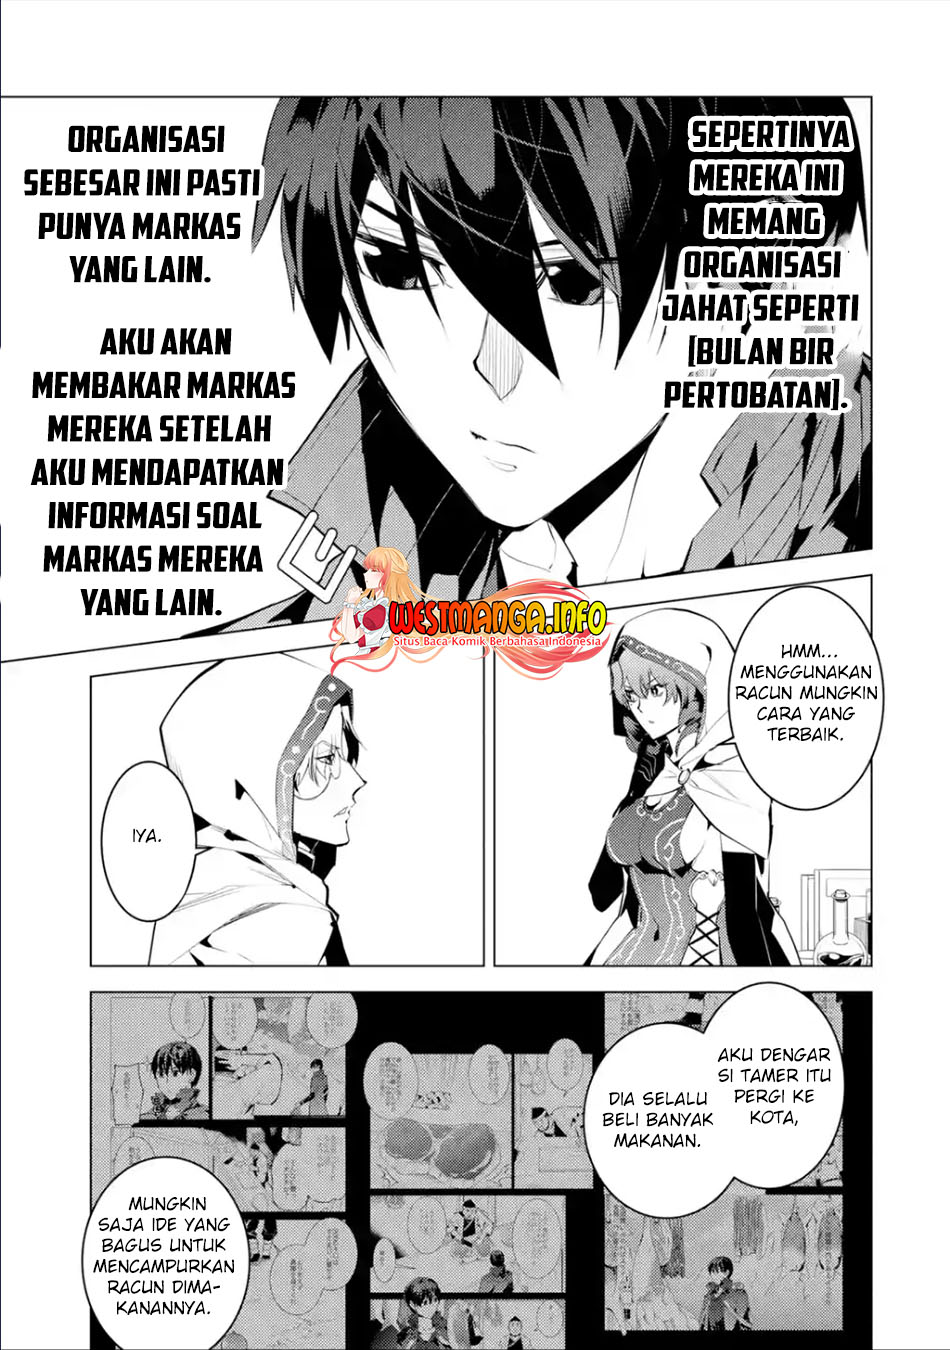 SEPERTINYA
MEREKA INI
MEMANG
ORGANISASI
JAHAT SEPERTI
[BULAN BIR
PERTOBATAN].
ORGANISASI
SEBESAR INI PASTI
PUNYA MARKAS
YANG LAIN.
AKU AKAN
MEMBAKAR MARKAS
MEREKA SETELAH
AKU MENDAPATKAN
INFORMASI SOAL
MARKAS MEREKA
YANG LAIN.
WESTMANGA.INFO
Situs Baca Komik Berbahasa Indonesia
HMM...
MENGGUNAKAN
RACUN MUNGKIN
CARA YANG
TERBAIK.
IYA.
AKU DENGAR
SI TAMER ITU
PERGI KE
KOTA,
DIA SELALU
BELI BANYAK
MAKANAN.
MUNGKIN
SAJA IDE YANG
BAGUS UNTUK
MENCAMPURKAN
RACUN DIMA-
KANANNYA.